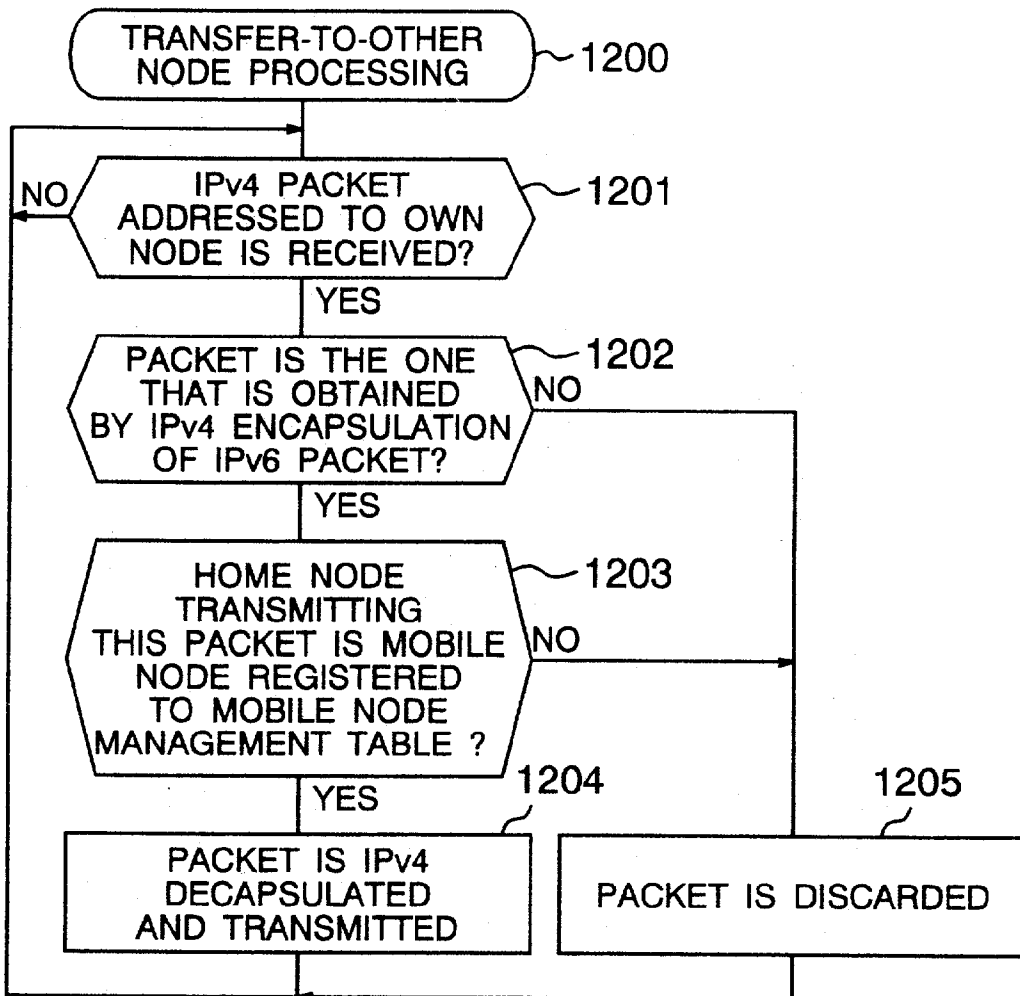 TRANSFER-TO-OTHER
NODE PROCESSING
1200
IPv4 PACKET
ADDRESSED TO OWN
NODE IS RECEIVED?
1201
NO
YES
PACKET IS THE ONE
THAT IS OBTAINED
BY IPv4 ENCAPSULATION
OF IPv6 PACKET?
1202
NO
YES
HOME NODE
TRANSMITTING
THIS PACKET IS MOBILE
NODE REGISTERED
TO MOBILE NODE
MANAGEMENT TABLE ?
1203
NO
YES
1204
PACKET IS IPv4
DECAPSULATED
AND TRANSMITTED
1205
PACKET IS DISCARDED